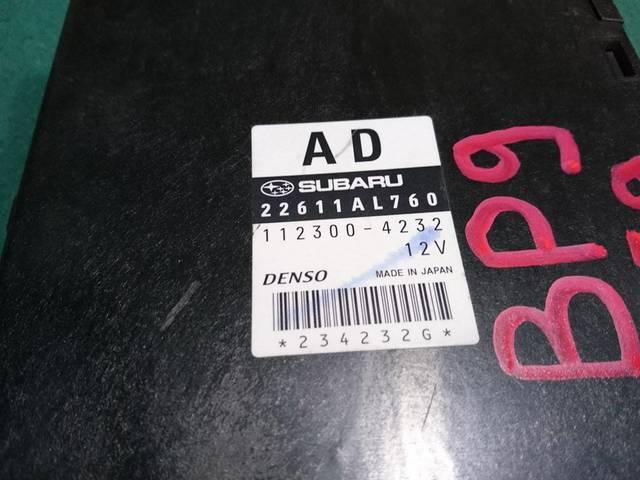 AD
SUBARU
22611AL760
112300-4232
12V
DENSO MADE IN JAPAN
*234232G*
BP9